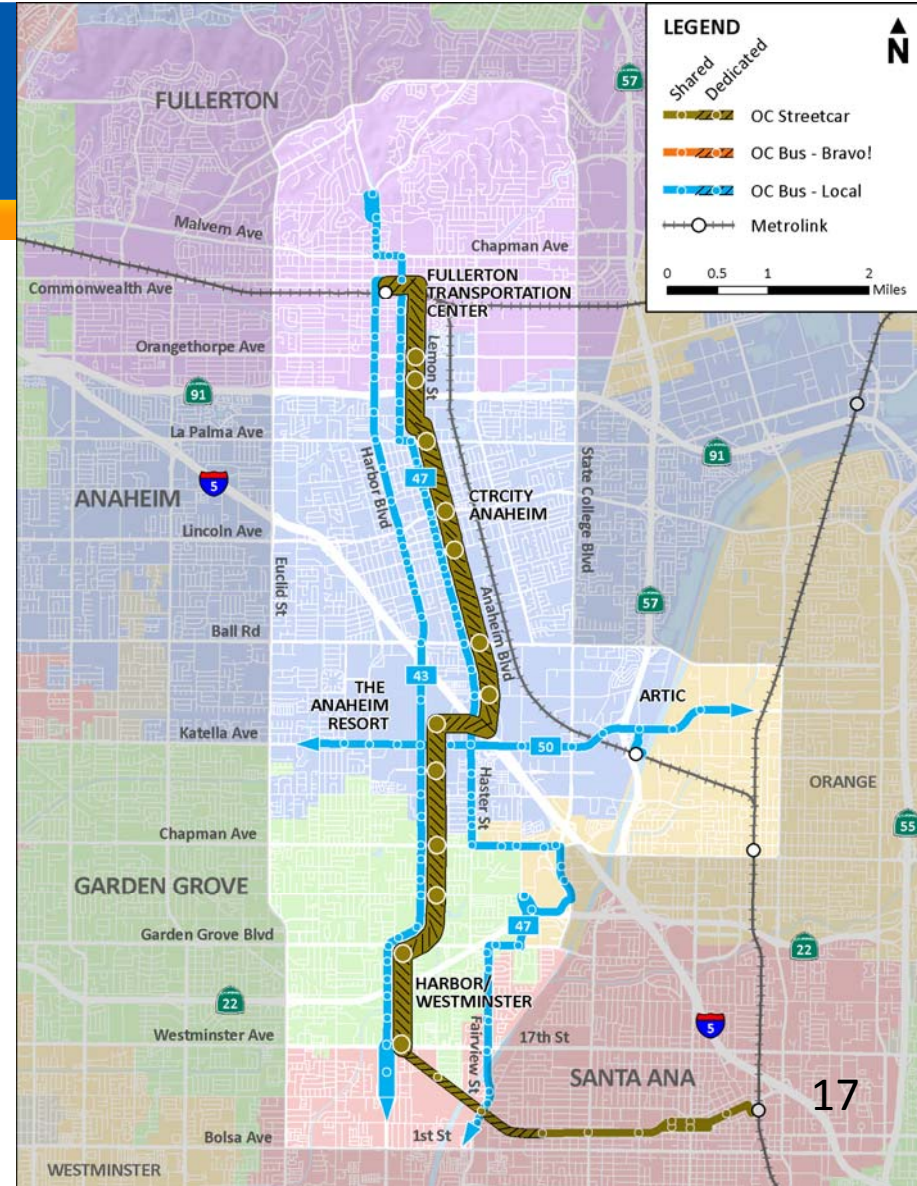 LEGEND
N
Shared
Dedicated
OC Streetcar
OC Bus - Bravo!
OC Bus - Local
Metrolink
0 0.5 1 2
Miles
57
FULLERTON
Malvern Ave
Chapman Ave
Commonwealth Ave
FULLERTON
TRANSPORTATION
CENTER
Orangethorpe Ave
Lemon St
91
La Palma Ave
Harbor Blvd
State College Blvd
91
47
ANAHEIM
5
CTRCITY
ANAHEIM
Lincoln Ave
Euclid St
Anaheim Blvd
57
Ball Rd
43
THE
ANAHEIM
RESORT
ARTIC
Katella Ave
50
Haster St
ORANGE
Chapman Ave
55
GARDEN GROVE
47
Garden Grove Blvd
22
22
HARBOR/
WESTMINSTER
Westminster Ave
Fairview St
17th St
5
SANTA ANA
17
Bolsa Ave
1st St
WESTMINSTER